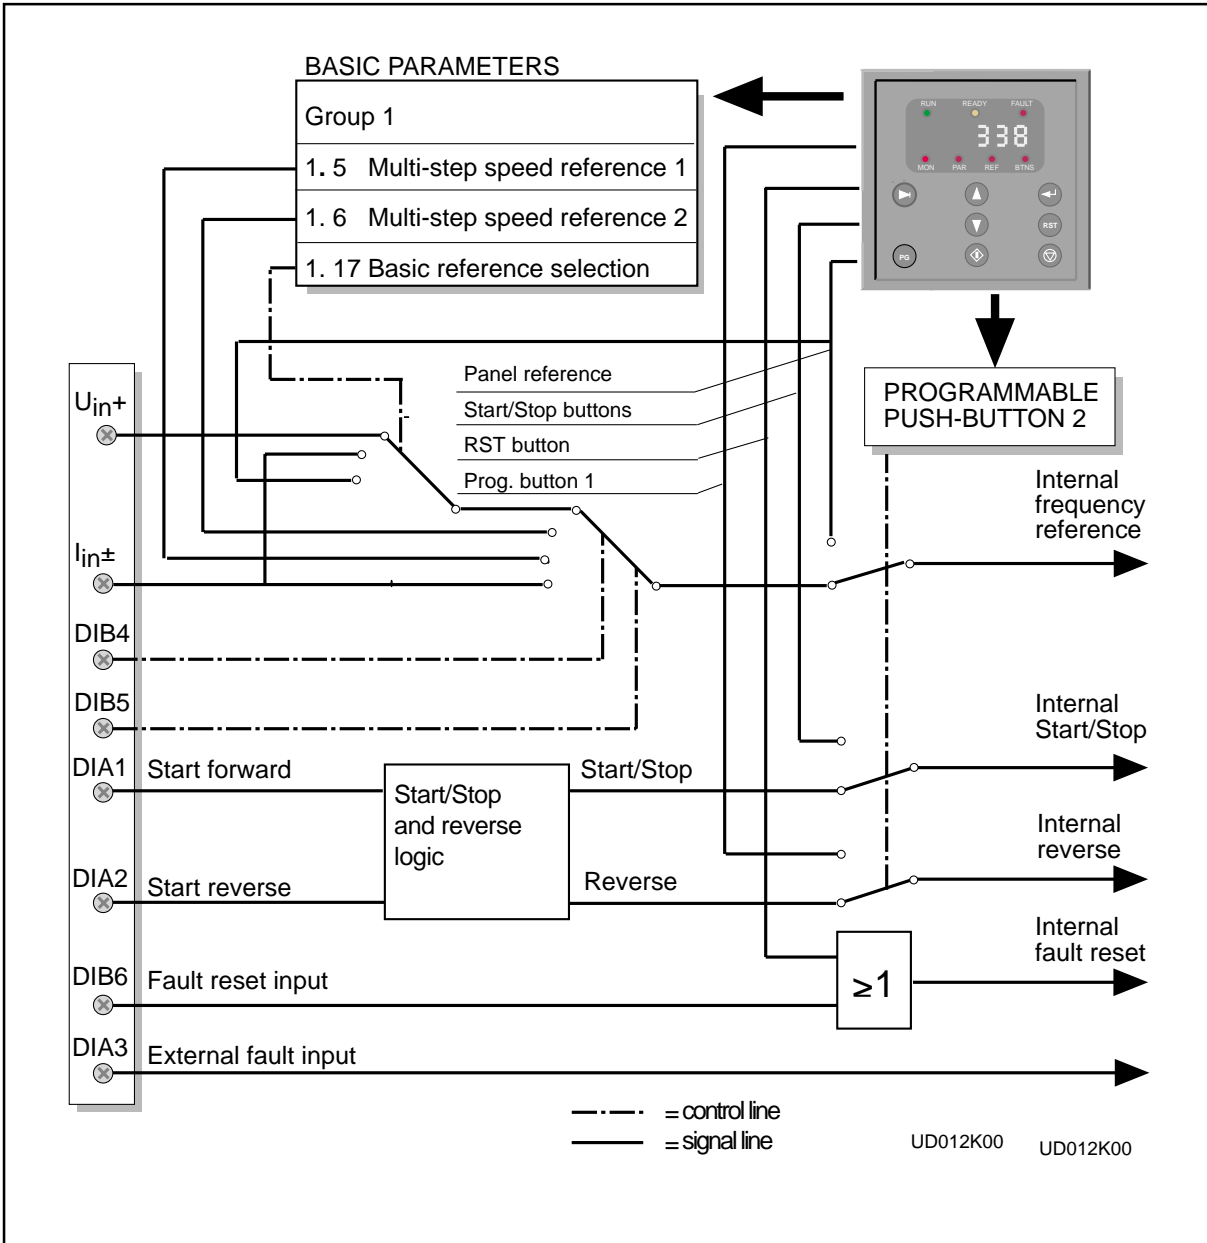 BASIC PARAMETERS
Group 1
1. 5 Multi-step speed reference 1
1. 6 Multi-step speed reference 2
1. 17 Basic reference selection
RUN READY FAULT
338
MON PAR REF BTNS
RST
PG
PROGRAMMABLE
PUSH-BUTTON 2
Panel reference
Start/Stop buttons
RST button
Prog. button 1
Uin+
Iin±
DIB4
DIB5
DIA1 Start forward
DIA2 Start reverse
DIB6 Fault reset input
DIA3 External fault input
Start/Stop
and reverse
logic
Start/Stop
Reverse
≥1
Internal
frequency
reference
Internal
Start/Stop
Internal
reverse
Internal
fault reset
= control line
= signal line
UD012K00 UD012K00